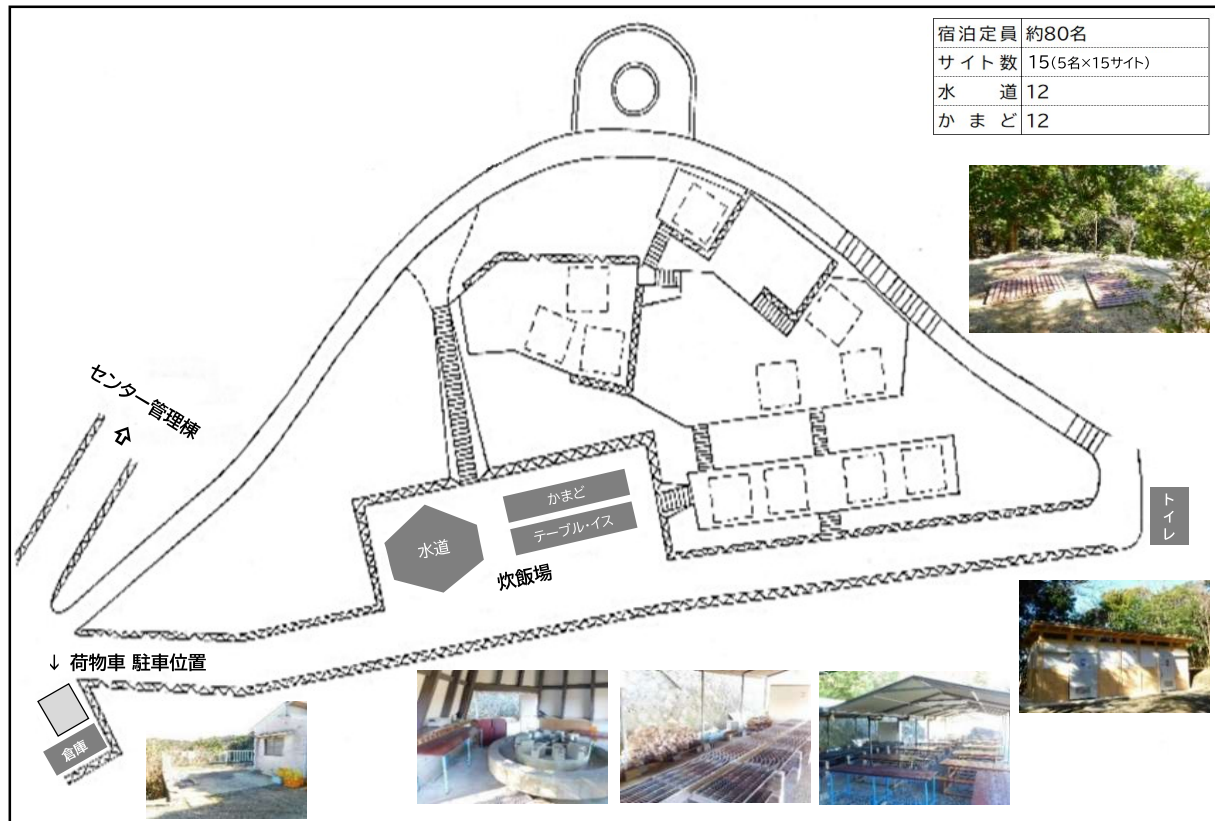 宿泊定員 約80名
サイト数 15(5名×15サイト)
水道 12
かまど 12
センター管理棟
かまど
テーブル・イス
水道
炊飯場
トイレ
↓ 荷物車 駐車位置
倉庫